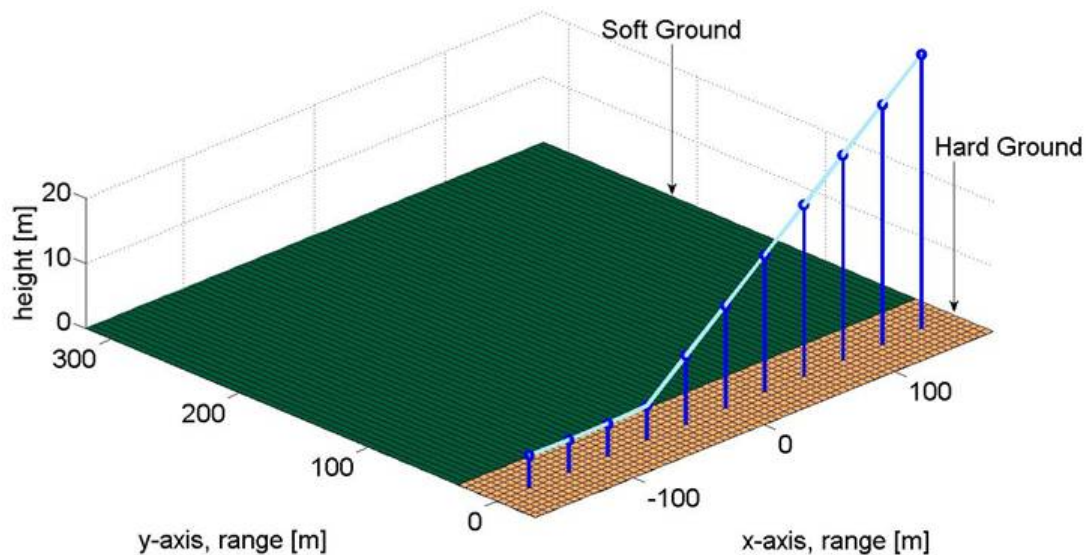 Soft Ground
Hard Ground
20
10
0
height [m]
300
200
100
0
y-axis, range [m]
100
0
-100
x-axis, range [m]